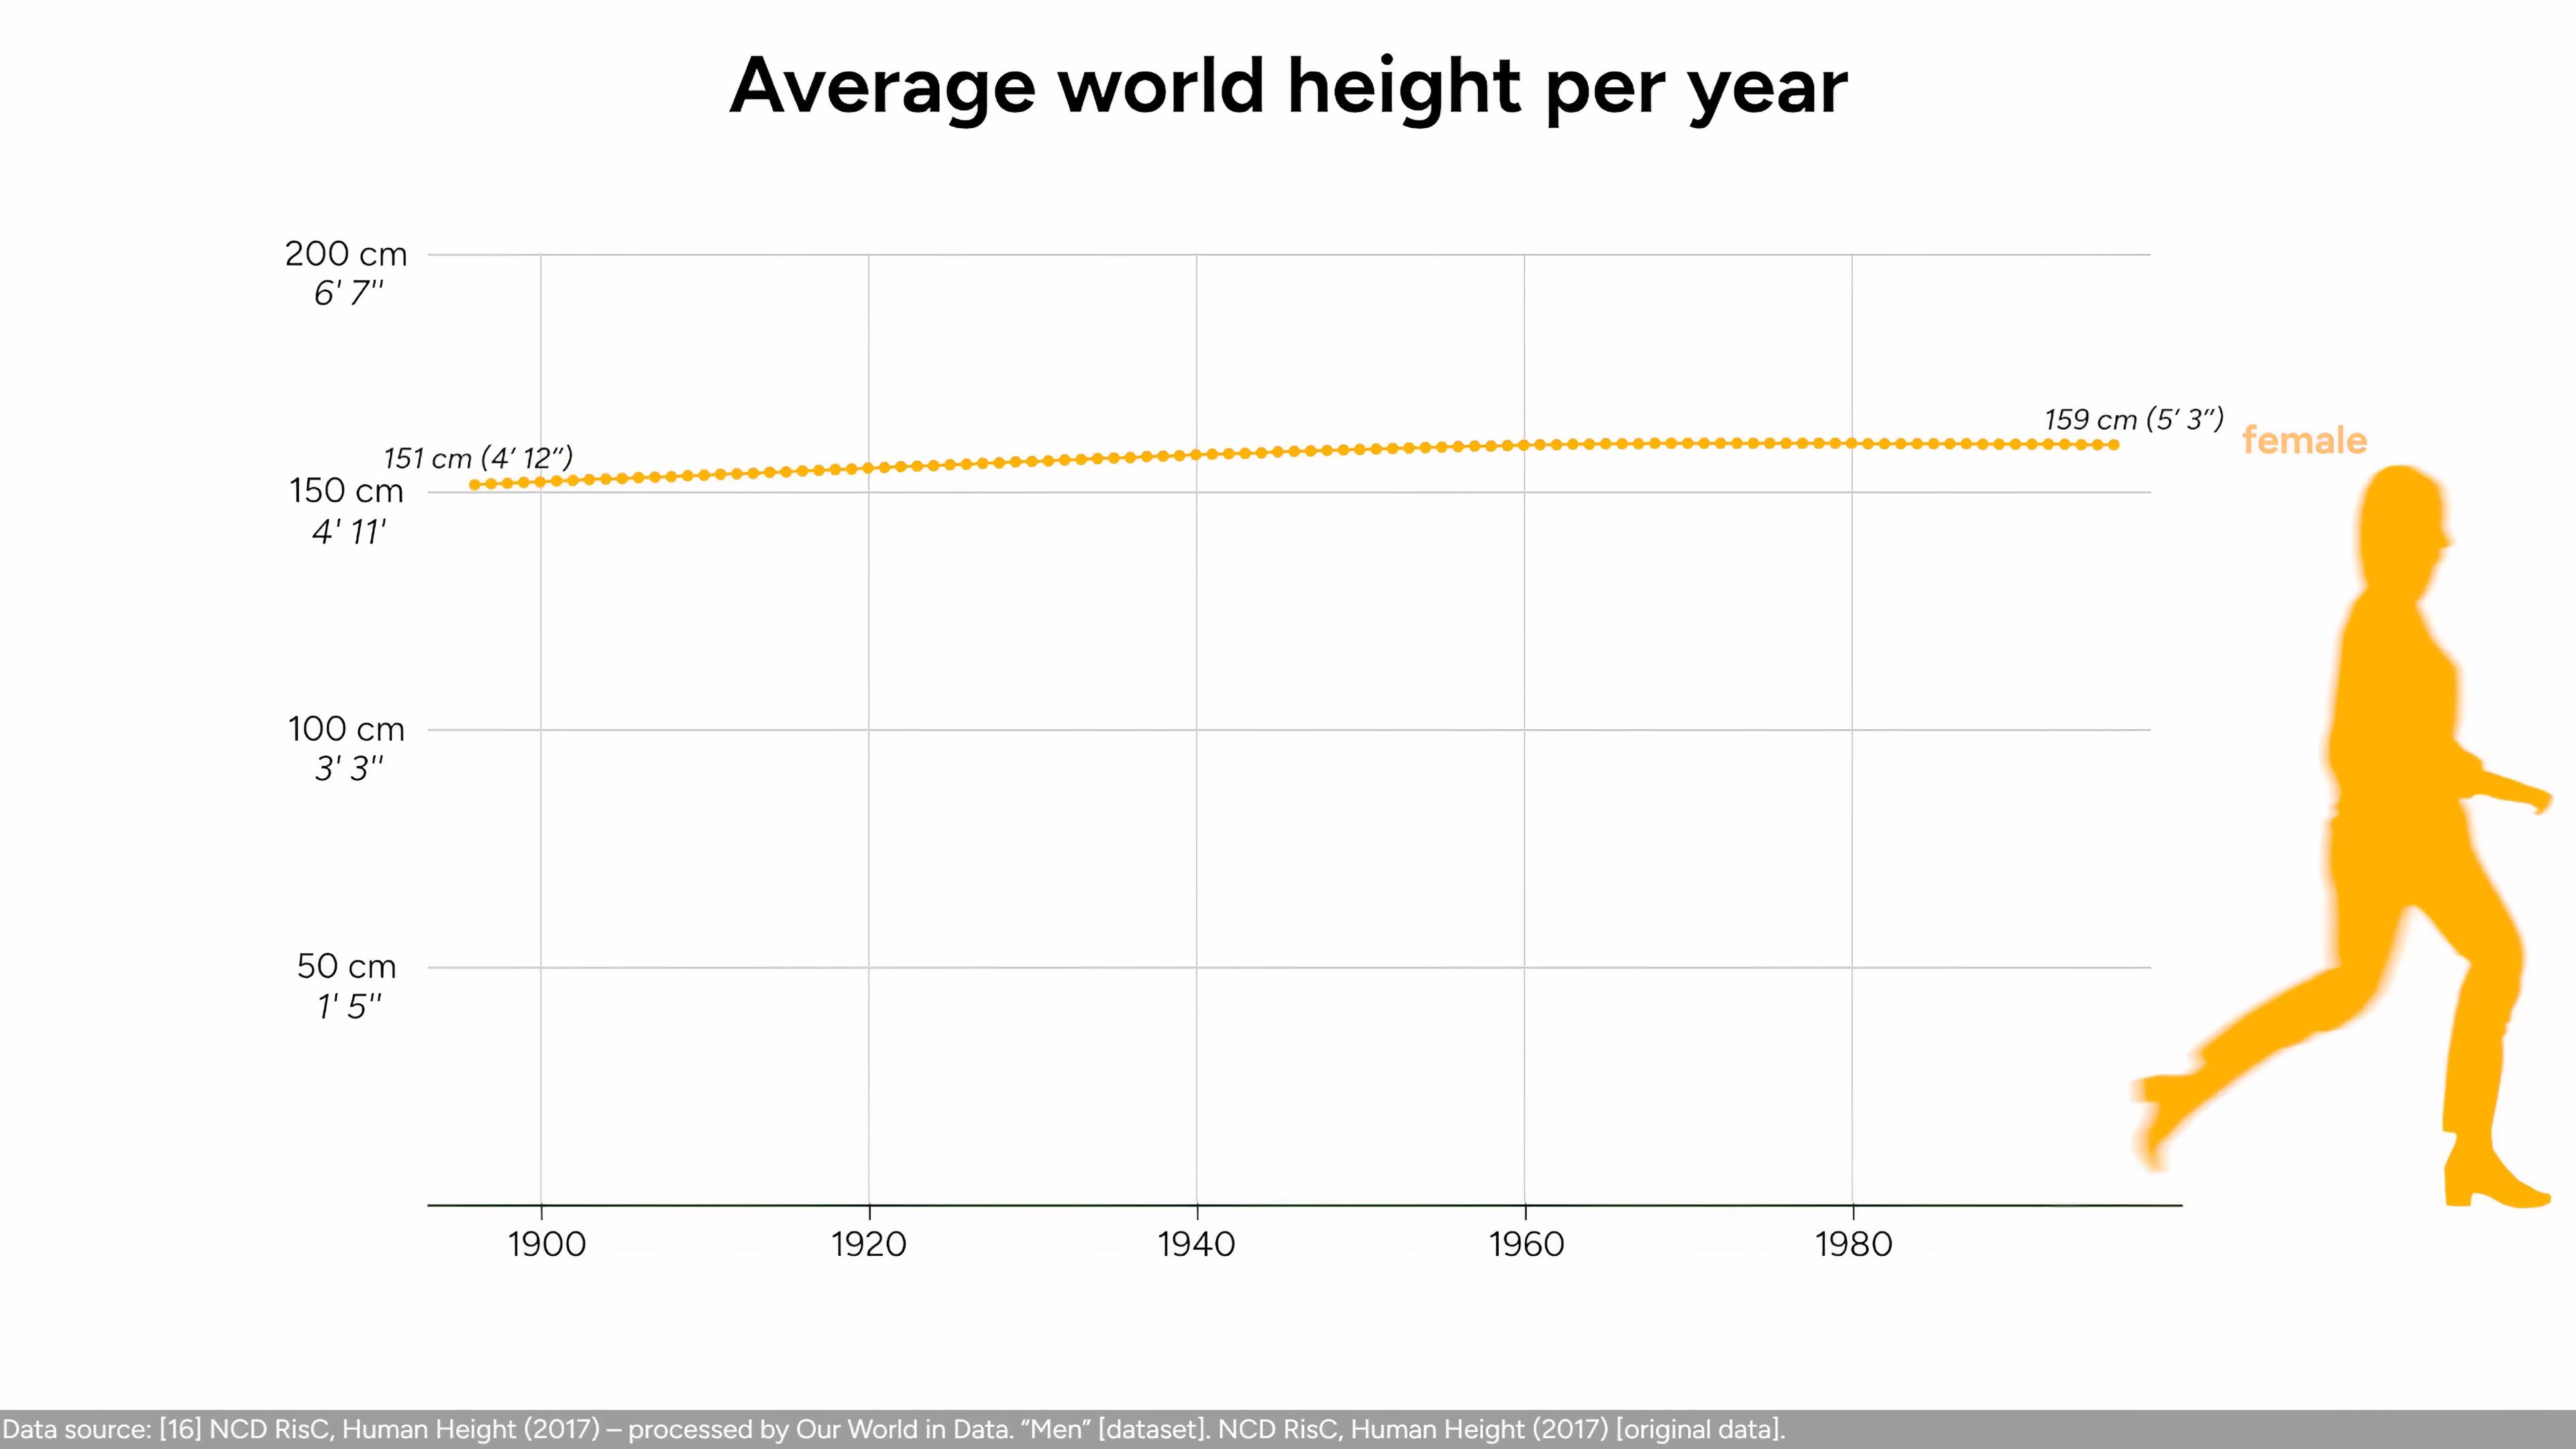 Average world height per year
200 cm
6' 7"
159 cm (5' 3")
female
151 cm (4' 12")
150 cm
4' 11'
100 cm
3' 3"
50 cm
1' 5"
1900
1920
1940
1960
1980
Data source: [16] NCD RisC, Human Height (2017) – processed by Our World in Data. “Men” [dataset]. NCD RisC, Human Height (2017) [original data].